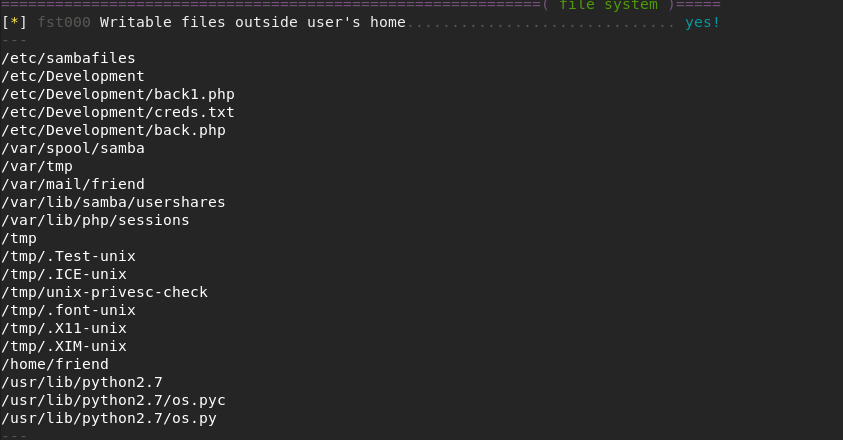 ============================================================( file system )=====
[*] fst000 Writable files outside user's home.............................. yes!
---
/etc/sambafiles
/etc/Development
/etc/Development/back1.php
/etc/Development/creds.txt
/etc/Development/back.php
/var/spool/samba
/var/tmp
/var/mail/friend
/var/lib/samba/usershares
/var/lib/php/sessions
/tmp
/tmp/.Test-unix
/tmp/.ICE-unix
/tmp/unix-privesc-check
/tmp/.font-unix
/tmp/.X11-unix
/tmp/.XIM-unix
/home/friend
/usr/lib/python2.7
/usr/lib/python2.7/os.pyc
/usr/lib/python2.7/os.py
---